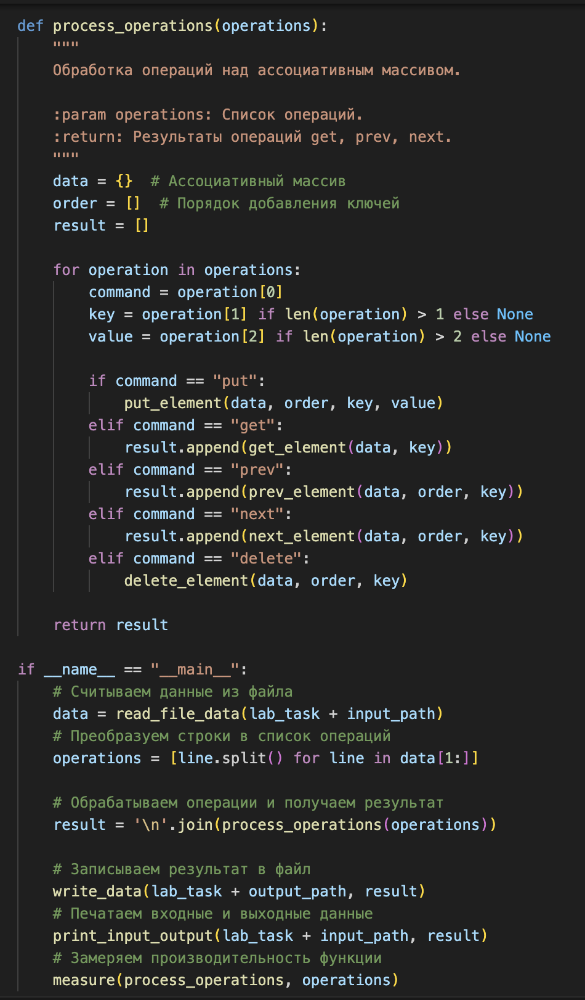 def process_operations(operations):
    """
    Обработка операций над ассоциативным массивом.

    :param operations: Список операций.
    :return: Результаты операций get, prev, next.
    """
    data = {}  # Ассоциативный массив
    order = []  # Порядок добавления ключей
    result = []

    for operation in operations:
        command = operation[0]
        key = operation[1] if len(operation) > 1 else None
        value = operation[2] if len(operation) > 2 else None

        if command == "put":
            put_element(data, order, key, value)
        elif command == "get":
            result.append(get_element(data, key))
        elif command == "prev":
            result.append(prev_element(data, order, key))
        elif command == "next":
            result.append(next_element(data, order, key))
        elif command == "delete":
            delete_element(data, order, key)

    return result

if __name__ == "__main__":
    # Считываем данные из файла
    data = read_file_data(lab_task + input_path)
    # Преобразуем строки в список операций
    operations = [line.split() for line in data[1:]]

    # Обрабатываем операции и получаем результат
    result = '\n'.join(process_operations(operations))

    # Записываем результат в файл
    write_data(lab_task + output_path, result)
    # Печатаем входные и выходные данные
    print_input_output(lab_task + input_path, result)
    # Замеряем производительность функции
    measure(process_operations, operations)